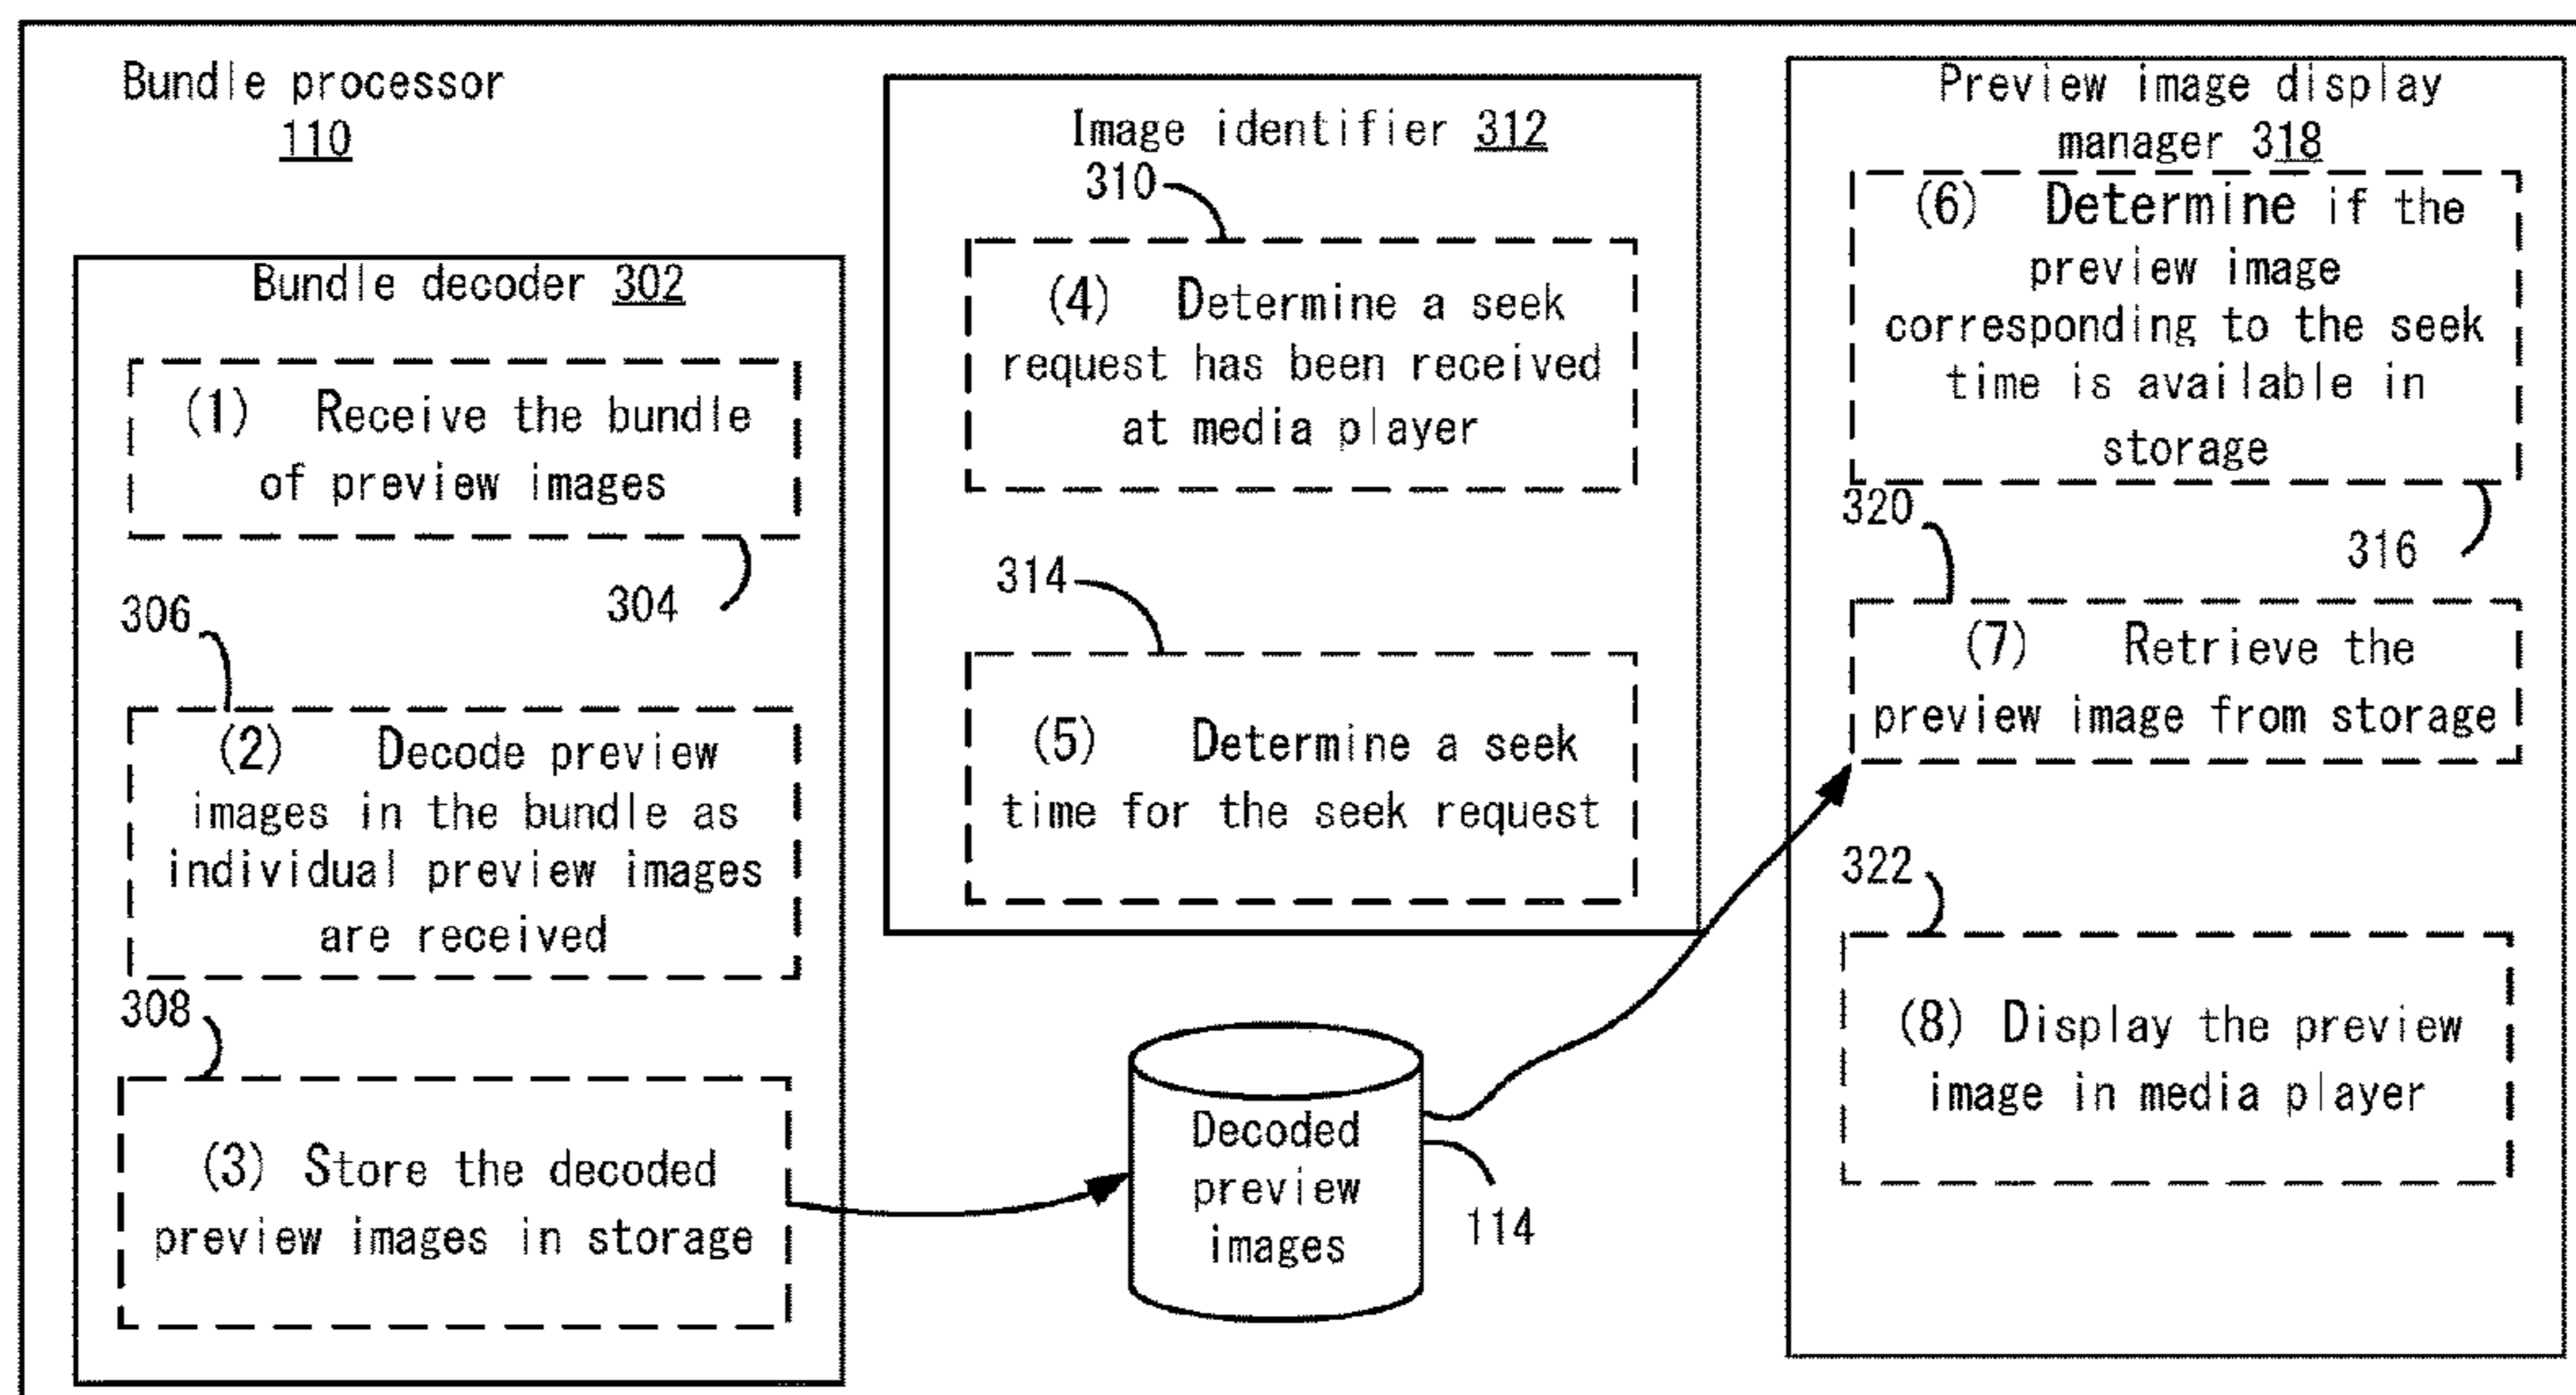 Bundle processor
110
Bundle decoder 302
(1) Receive the bundle
of preview images
304
306
(2) Decode preview
images in the bundle as
individual preview images
are received
308
(3) Store the decoded
preview images in storage
Image identifier 312
310
(4) Determine a seek
request has been received
at media player
314
(5) Determine a seek
time for the seek request
Decoded
preview
images
114
Preview image display
manager 318
(6) Determine if the
preview image
corresponding to the seek
time is available in
storage
316
320
(7) Retrieve the
preview image from storage
322
(8) Display the preview
image in media player